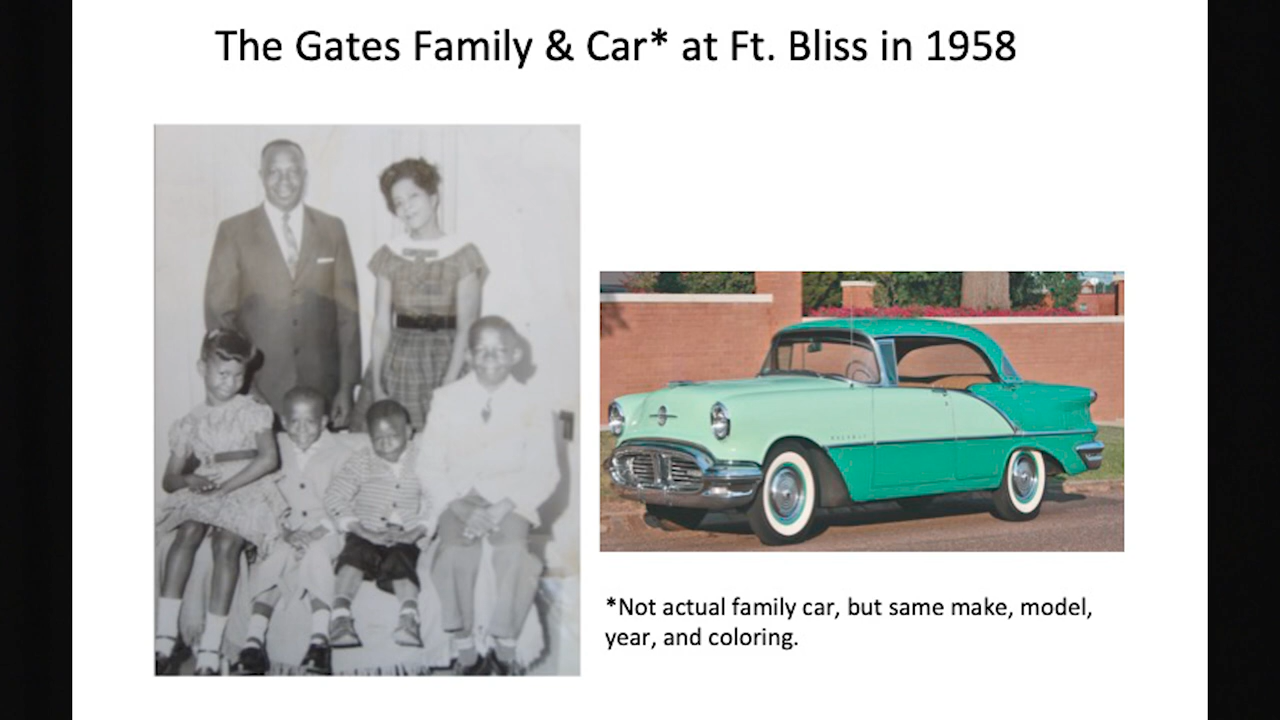 The Gates Family & Car* at Ft. Bliss in 1958
*Not actual family car, but same make, model,
year, and coloring.